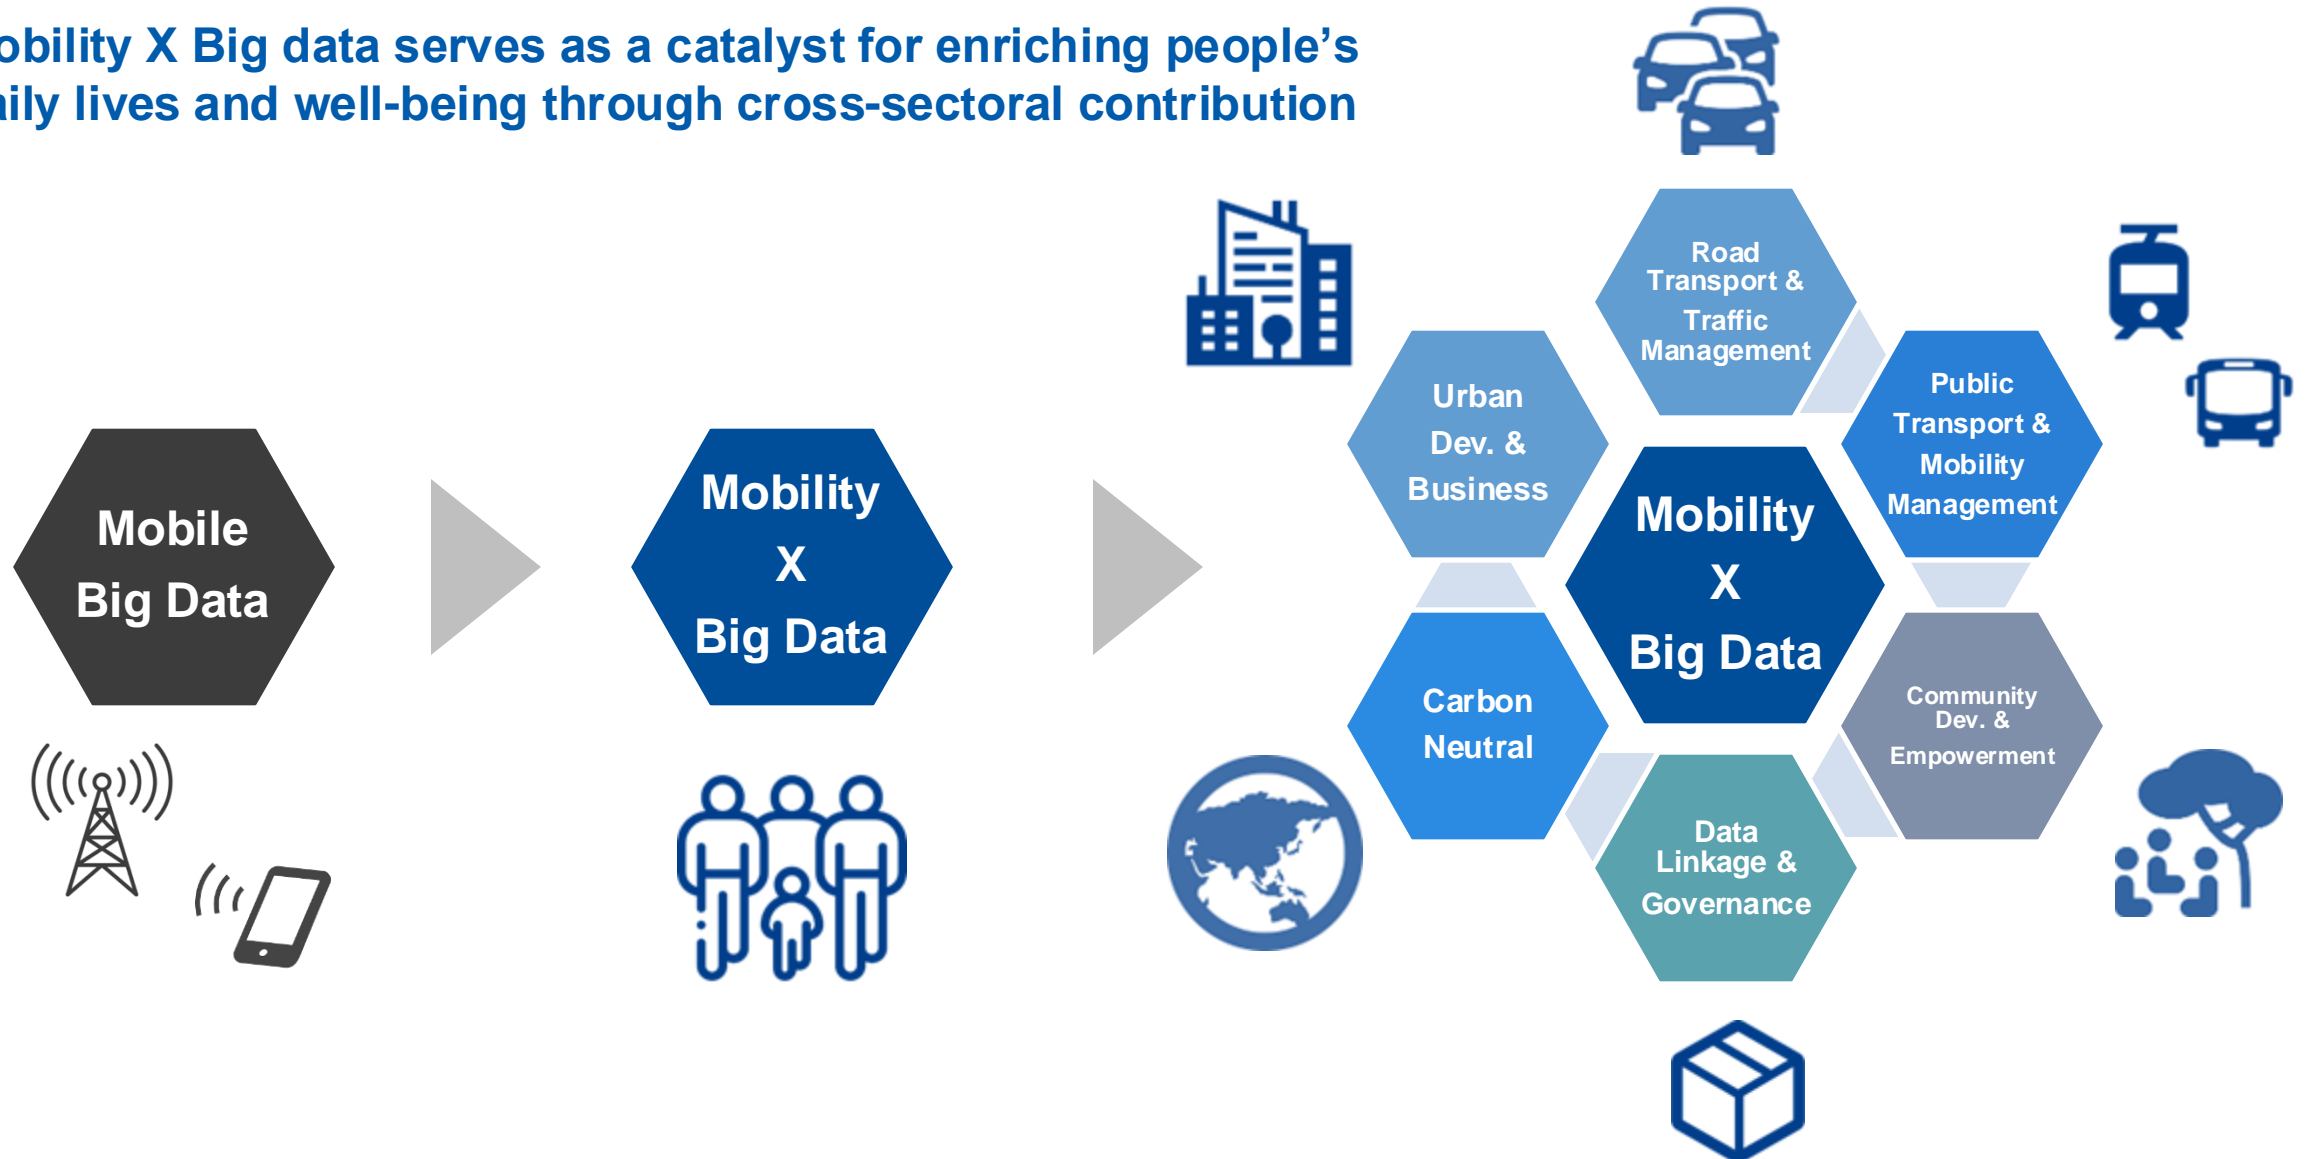 obility X Big data serves as a catalyst for enriching people’s
aily lives and well-being through cross-sectoral contribution
Mobile
Big Data
Mobility
X
Big Data
Road
Transport &
Traffic
Management
Public
Transport &
Mobility
Management
Urban
Dev. &
Business
Mobility
X
Big Data
Carbon
Neutral
Community
Dev. &
Empowerment
Data
Linkage &
Governance